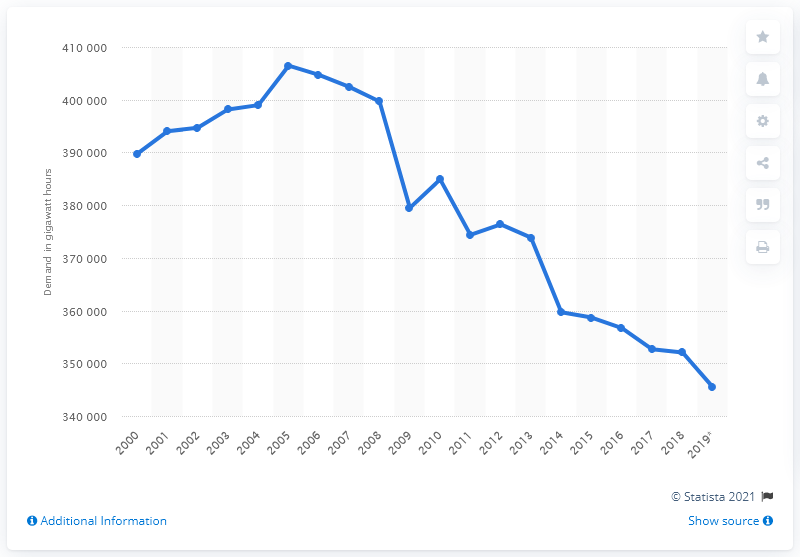 410 000
400 000
390 000
380 000
370 000
360 000
350 000
340 000
Demand in gigawatt hours
2000 2001 2002 2003 2004 2005 2006 2007 2008 2009 2010 2011 2012 2013 2014 2015 2016 2017 2018 2019*
© Statista 2021
Additional Information
Show source